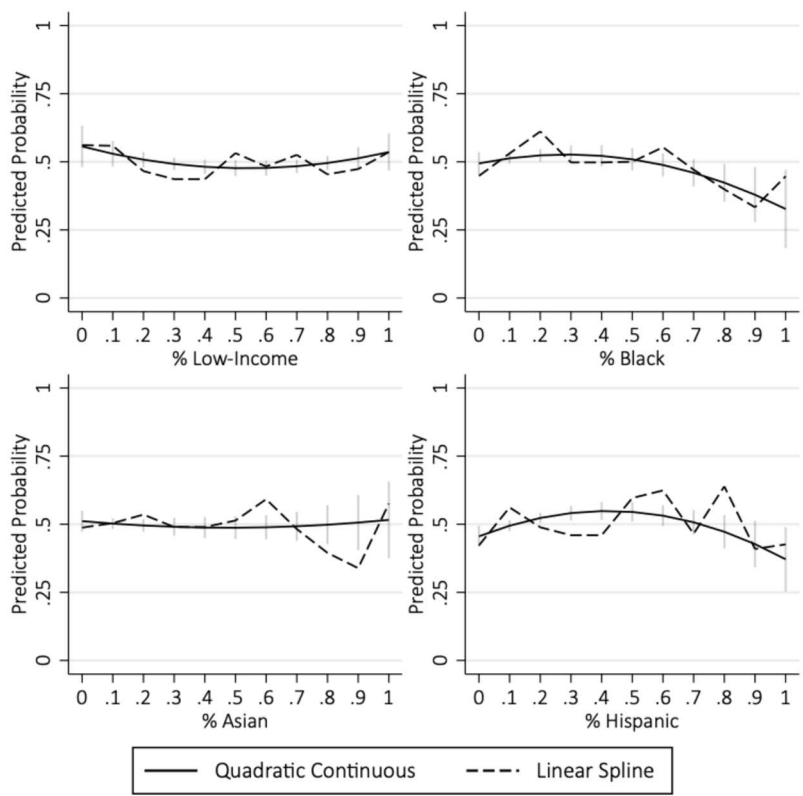 Predicted Probability
1
.75
.5
.25
0
0 .1 .2 .3 .4 .5 .6 .7 .8 .9 1
% Low-Income
Predicted Probability
1
.75
.5
.25
0
0 .1 .2 .3 .4 .5 .6 .7 .8 .9 1
% Black
Predicted Probability
1
.75
.5
.25
0
0 .1 .2 .3 .4 .5 .6 .7 .8 .9 1
% Asian
Predicted Probability
1
.75
.5
.25
0
0 .1 .2 .3 .4 .5 .6 .7 .8 .9 1
% Hispanic
Quadratic Continuous Linear Spline